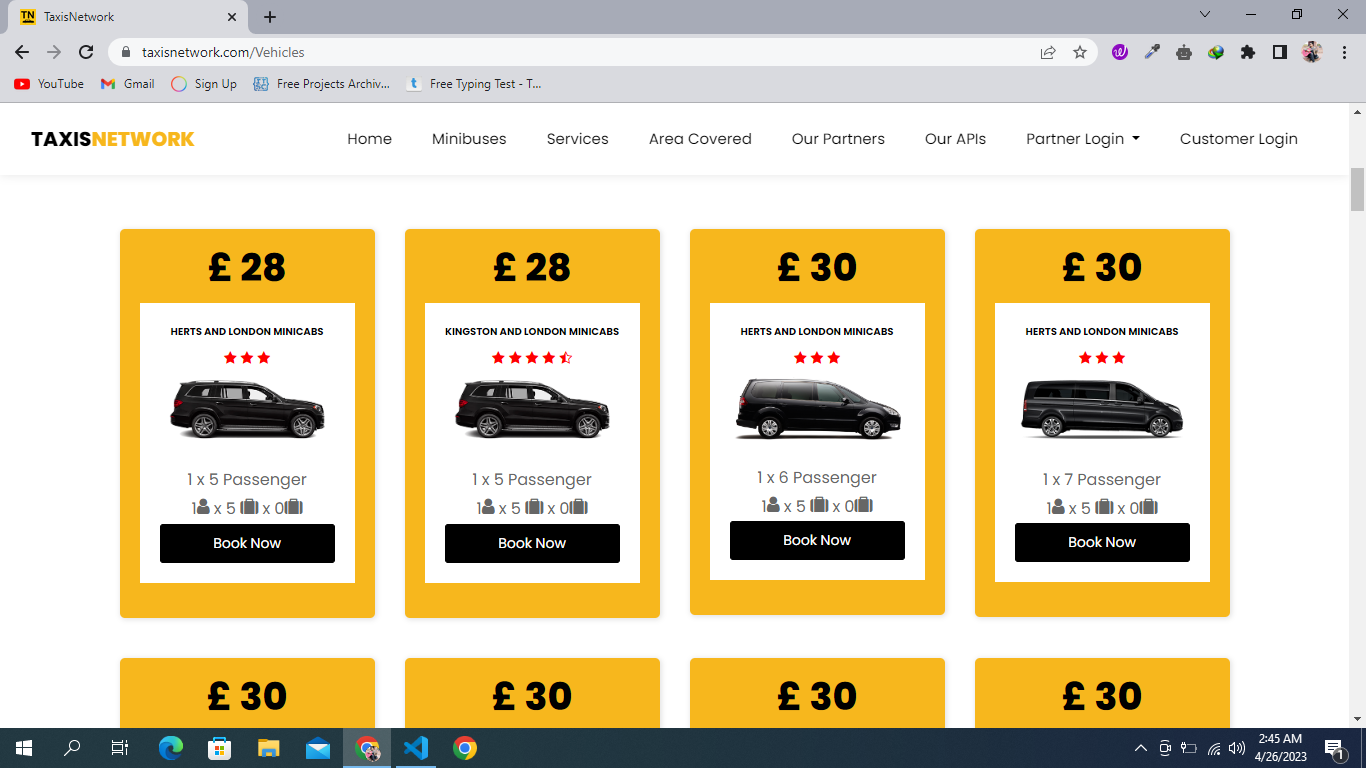 TN TaxisNetwork
taxisnetwork.com/Vehicles
YouTube Gmail Sign Up Free Projects Archiv... t Free Typing Test - T...
TAXISNETWORK Home Minibuses Services Area Covered Our Partners Our APIs Partner Login Customer Login
£ 28
HERTS AND LONDON MINICABS
1 x 5 Passenger
1 x 5 x 0
Book Now
£ 28
KINGSTON AND LONDON MINICABS
1 x 5 Passenger
1 x 5 x 0
Book Now
£ 30
HERTS AND LONDON MINICABS
1 x 6 Passenger
1 x 5 x 0
Book Now
£ 30
HERTS AND LONDON MINICABS
1 x 7 Passenger
1 x 5 x 0
Book Now
£ 30
£ 30
£ 30
£ 30
2:45 AM
4/26/2023
1